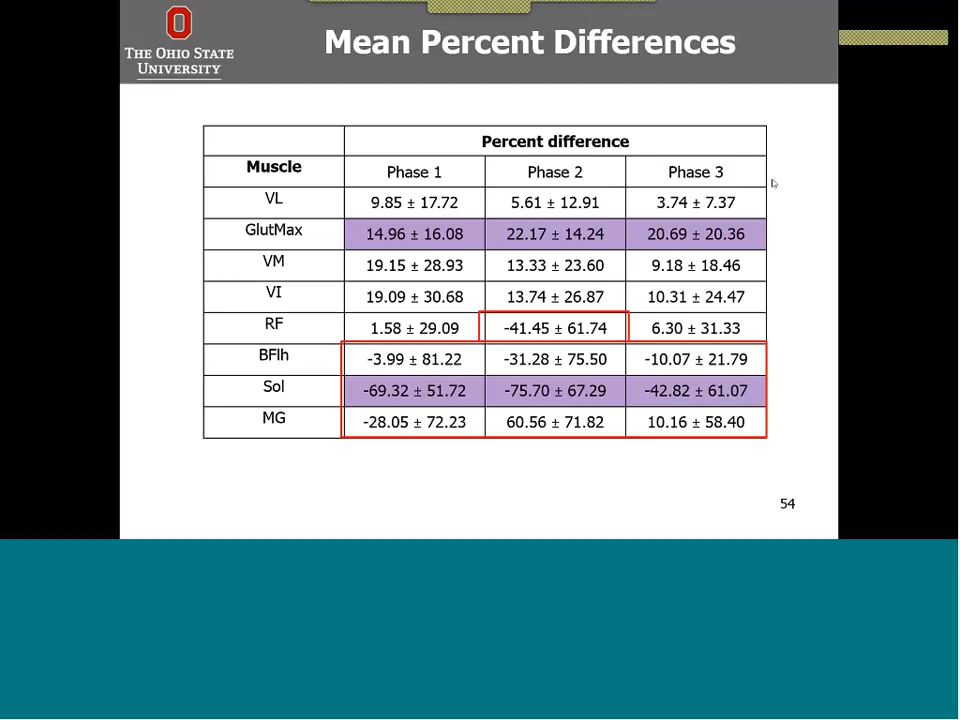 THE OHIO STATE
UNIVERSITY
Mean Percent Differences
Percent difference
Muscle Phase 1 Phase 2 Phase 3
VL 9.85 ± 17.72 5.61 ± 12.91 3.74 ± 7.37
GlutMax 14.96 ± 16.08 22.17 ± 14.24 20.69 ± 20.36
VM 19.15 ± 28.93 13.33 ± 23.60 9.18 ± 18.46
VI 19.09 ± 30.68 13.74 ± 26.87 10.31 ± 24.47
RF 1.58 ± 29.09 -41.45 ± 61.74 6.30 ± 31.33
BFlh -3.99 ± 81.22 -31.28 ± 75.50 -10.07 ± 21.79
Sol -69.32 ± 51.72 -75.70 ± 67.29 -42.82 ± 61.07
MG -28.05 ± 72.23 60.56 ± 71.82 10.16 ± 58.40
54